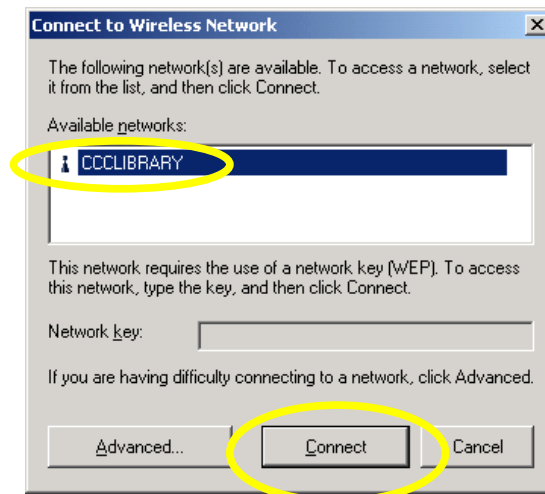 Connect to Wireless Network
The following network(s) are available. To access a network, select
it from the list, and then click Connect.
Available networks:
CCCLIBRARY
This network requires the use of a network key (WEP). To access
this network, type the key, and then click Connect.
Network key:
If you are having difficulty connecting to a network, click Advanced.
Advanced... Connect Cancel